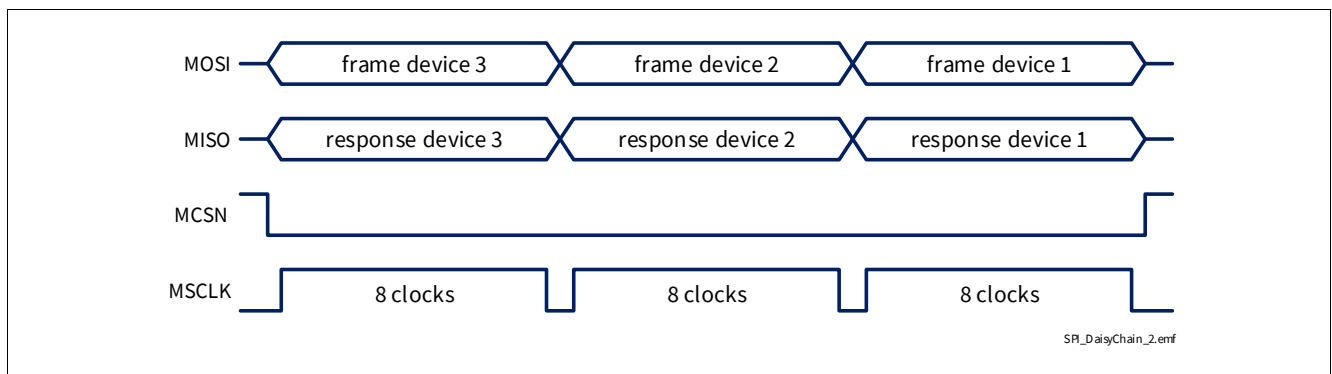 MOSI frame device 3 frame device 2 frame device 1
MISO response device 3 response device 2 response device 1
MCSN
MSCLK 8 clocks 8 clocks 8 clocks
SPI_DaisyChain_2.emf